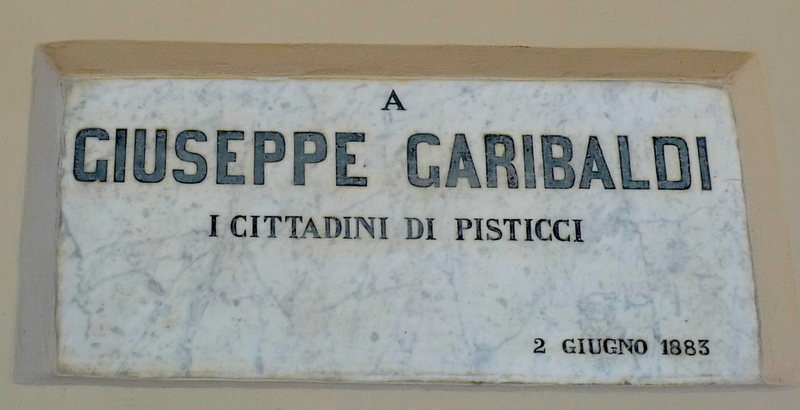 A
GIUSEPPE GARIBALDI
I CITTADINI DI PISTICCI
2 GIUGNO 1883